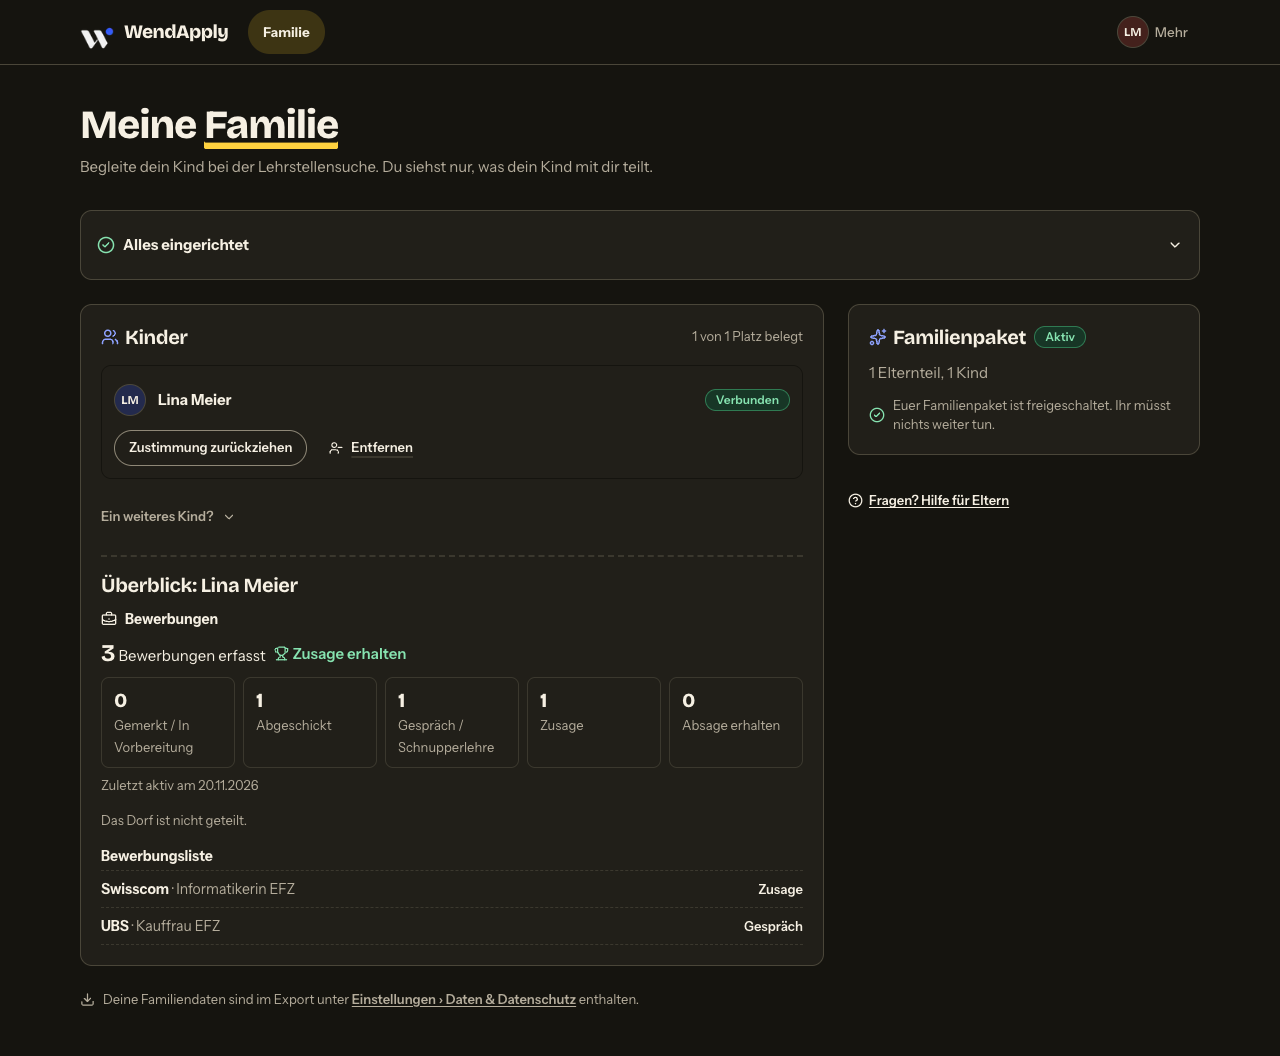 WendApply
Familie
LM Mehr
Meine Familie
Begleite dein Kind bei der Lehrstellensuche. Du siehst nur, was dein Kind mit dir teilt.
Alles eingerichtet
Kinder
1 von 1 Platz belegt
LM Lina Meier
Verbunden
Zustimmung zurückziehen
Entfernen
Ein weiteres Kind?
Überblick: Lina Meier
Bewerbungen
3 Bewerbungen erfasst Zusage erhalten
0
Gemerkt / In
Vorbereitung
1
Abgeschickt
1
Gespräch /
Schnupperlehre
1
Zusage
0
Absage erhalten
Zuletzt aktiv am 20.11.2026
Das Dorf ist nicht geteilt.
Bewerbungsliste
Swisscom · Informatikerin EFZ Zusage
UBS · Kauffrau EFZ Gespräch
Familienpaket Aktiv
1 Elternteil, 1 Kind
Euer Familienpaket ist freigeschaltet. Ihr müsst
nichts weiter tun.
Fragen? Hilfe für Eltern
Deine Familiendaten sind im Export unter Einstellungen › Daten & Datenschutz enthalten.